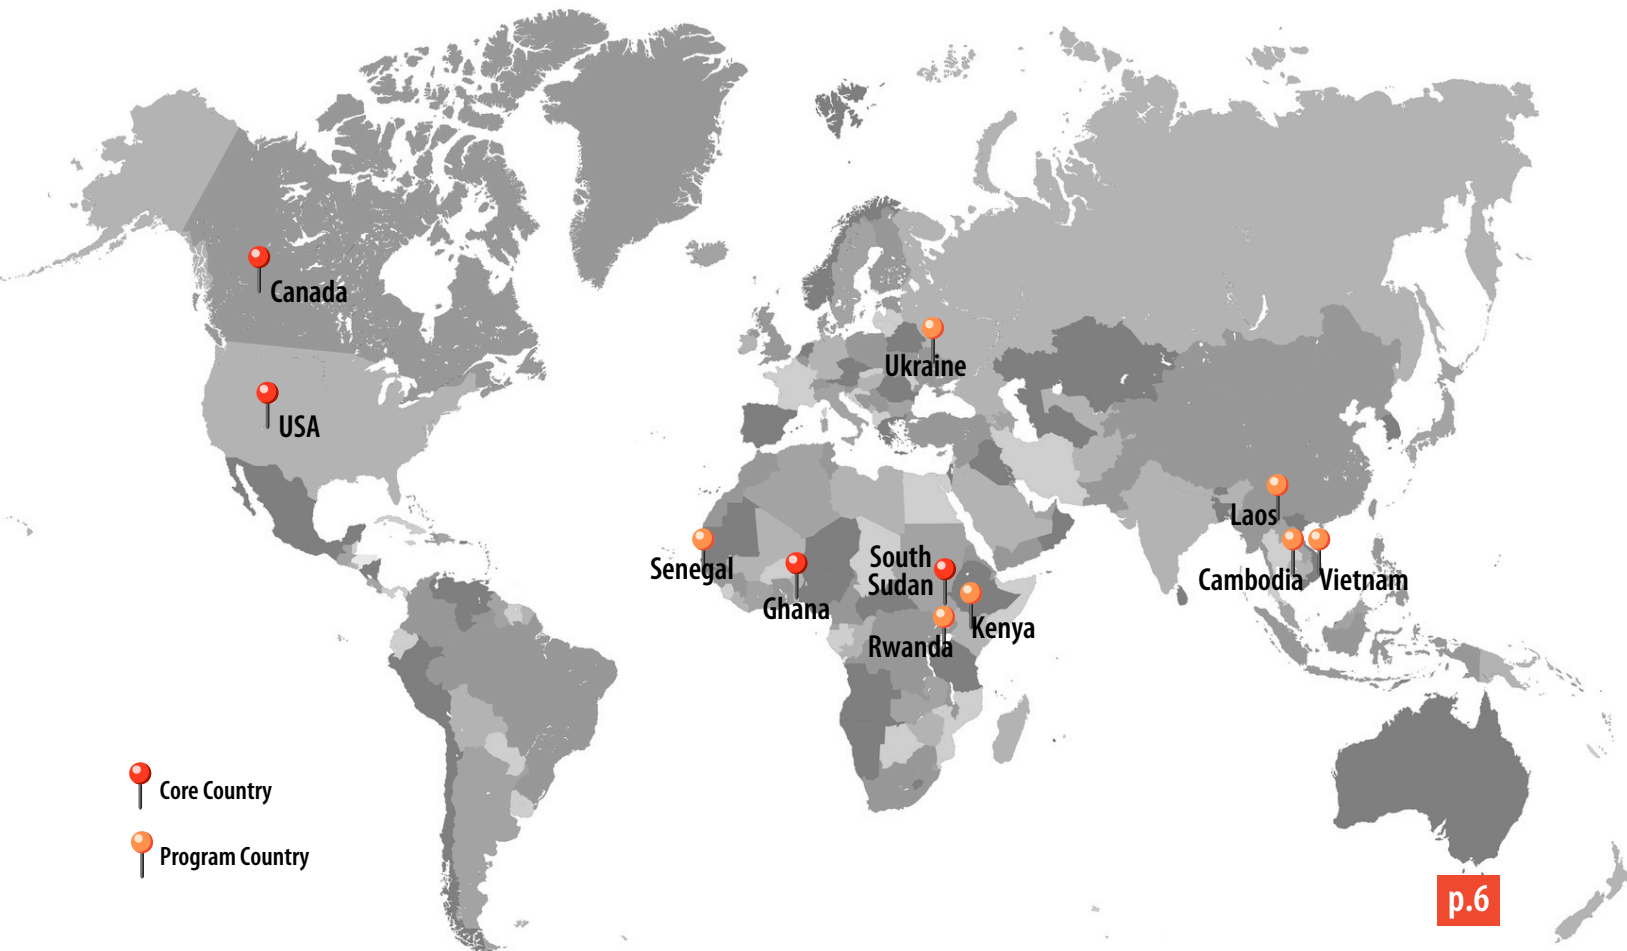 Canada
USA
Ukraine
Senegal
Ghana
South
Sudan
Rwanda
Kenya
Laos
Cambodia
Vietnam
Core Country
Program Country
p.6